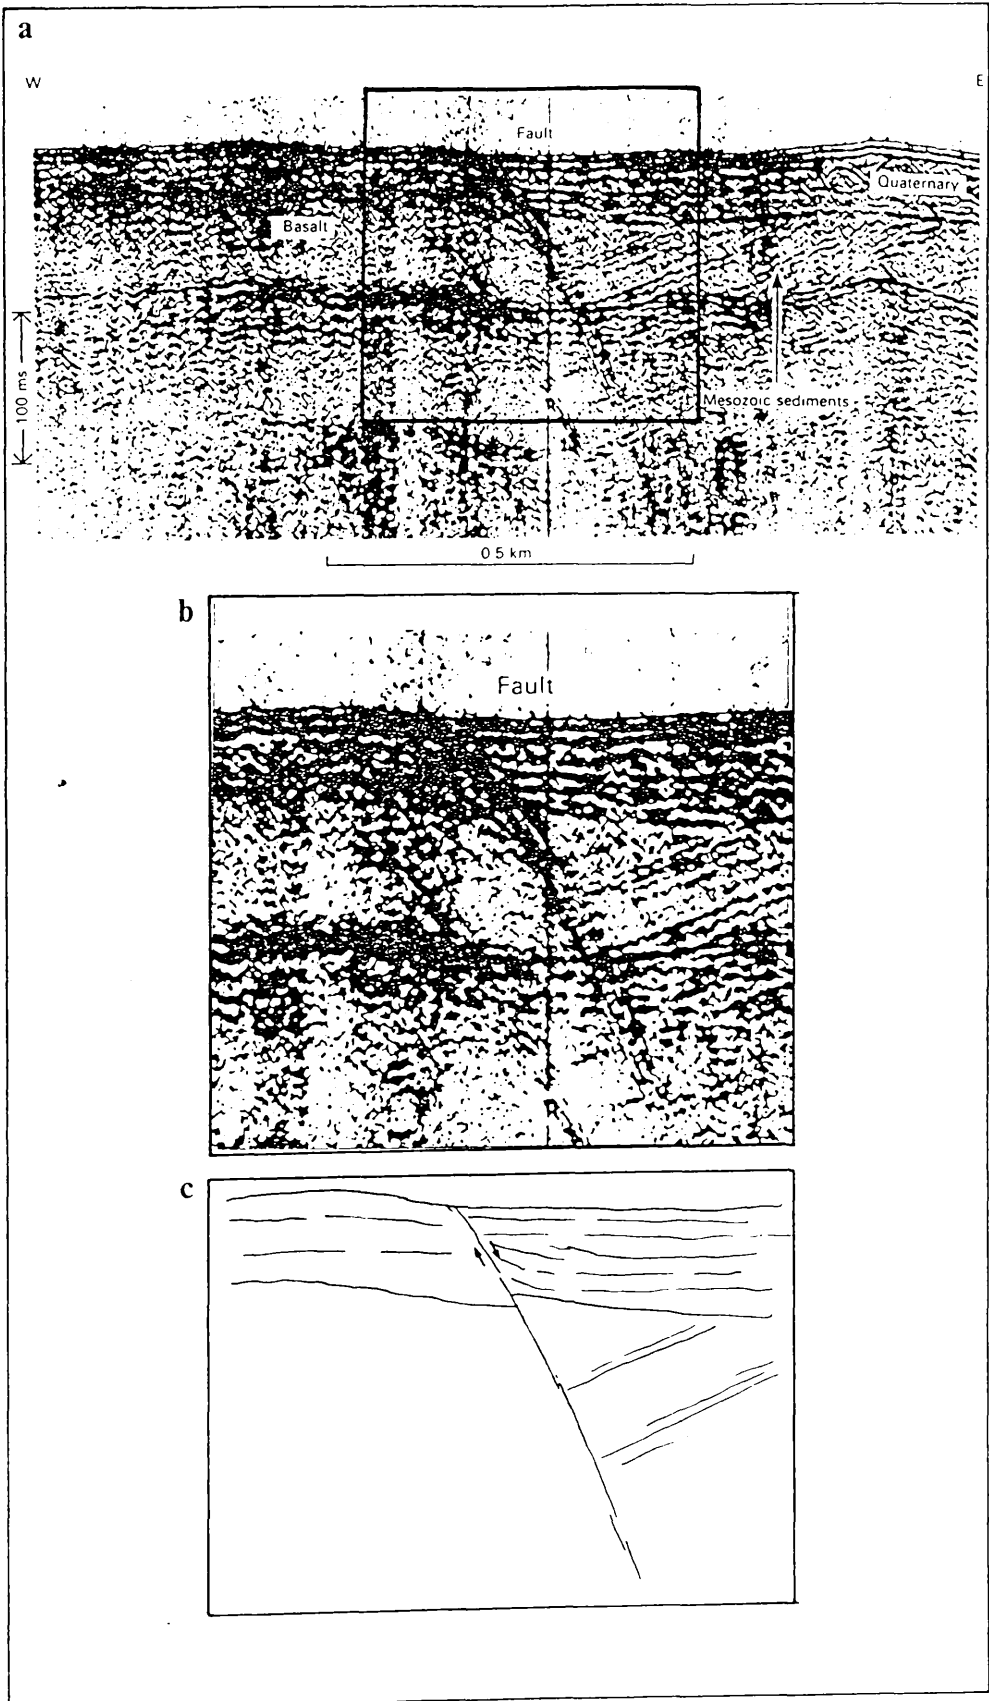 a
W
E
Fault
Quaternary
Basalt
100 ms
Mesozoic sediments
0 5 km
b
Fault
c